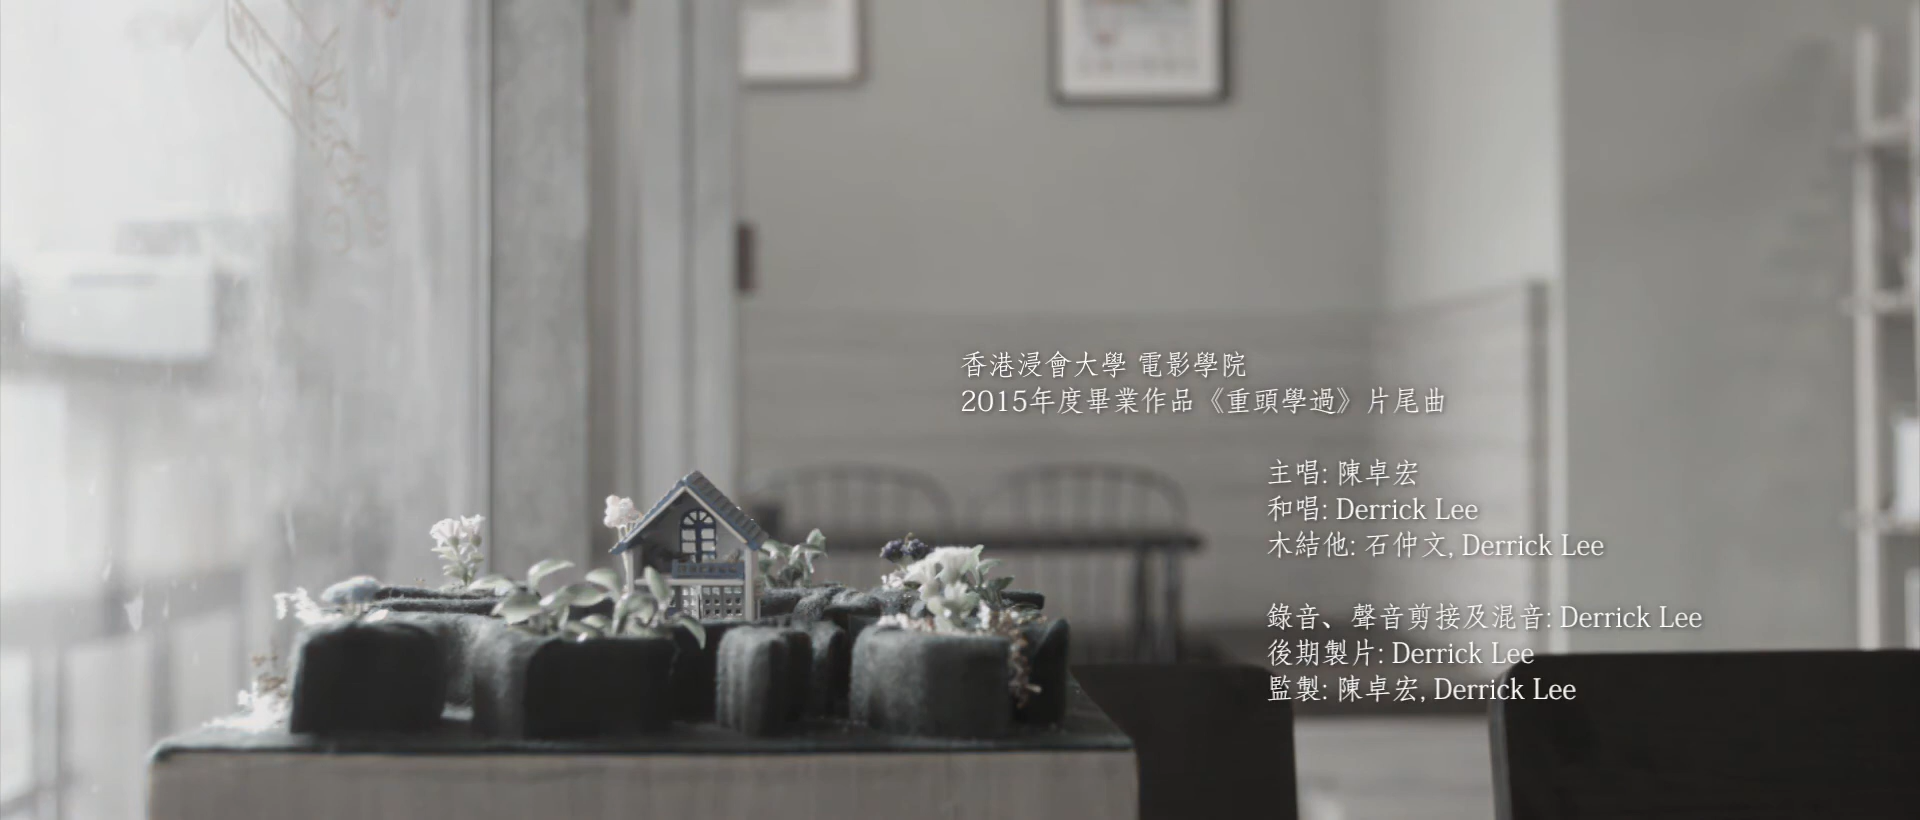 香港浸會大學 電影學院
2015年度畢業作品《重頭學過》片尾曲
主唱: 陳卓宏
和唱: Derrick Lee
木結他: 石仲文, Derrick Lee
錄音、聲音剪接及混音: Derrick Lee
後期製片: Derrick Lee
監製: 陳卓宏, Derrick Lee